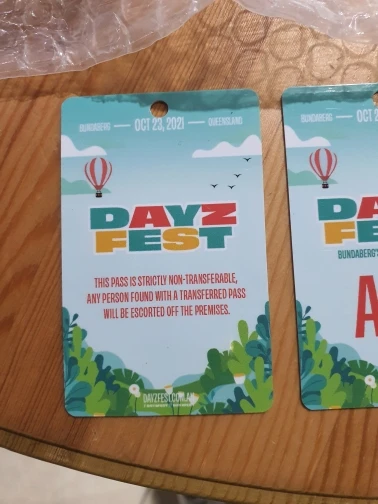 BUNDABERG — OCT 23, 2021 — QUEENSLAND
DAYZ
FEST
THIS PASS IS STRICTLY NON-TRANSFERABLE,
ANY PERSON FOUND WITH A TRANSFERRED PASS
WILL BE ESCORTED OFF THE PREMISES.
DAYZFEST.COM.AU
BUNDABERG — OCT 2
DA
FE
BUNDABERG'S
A